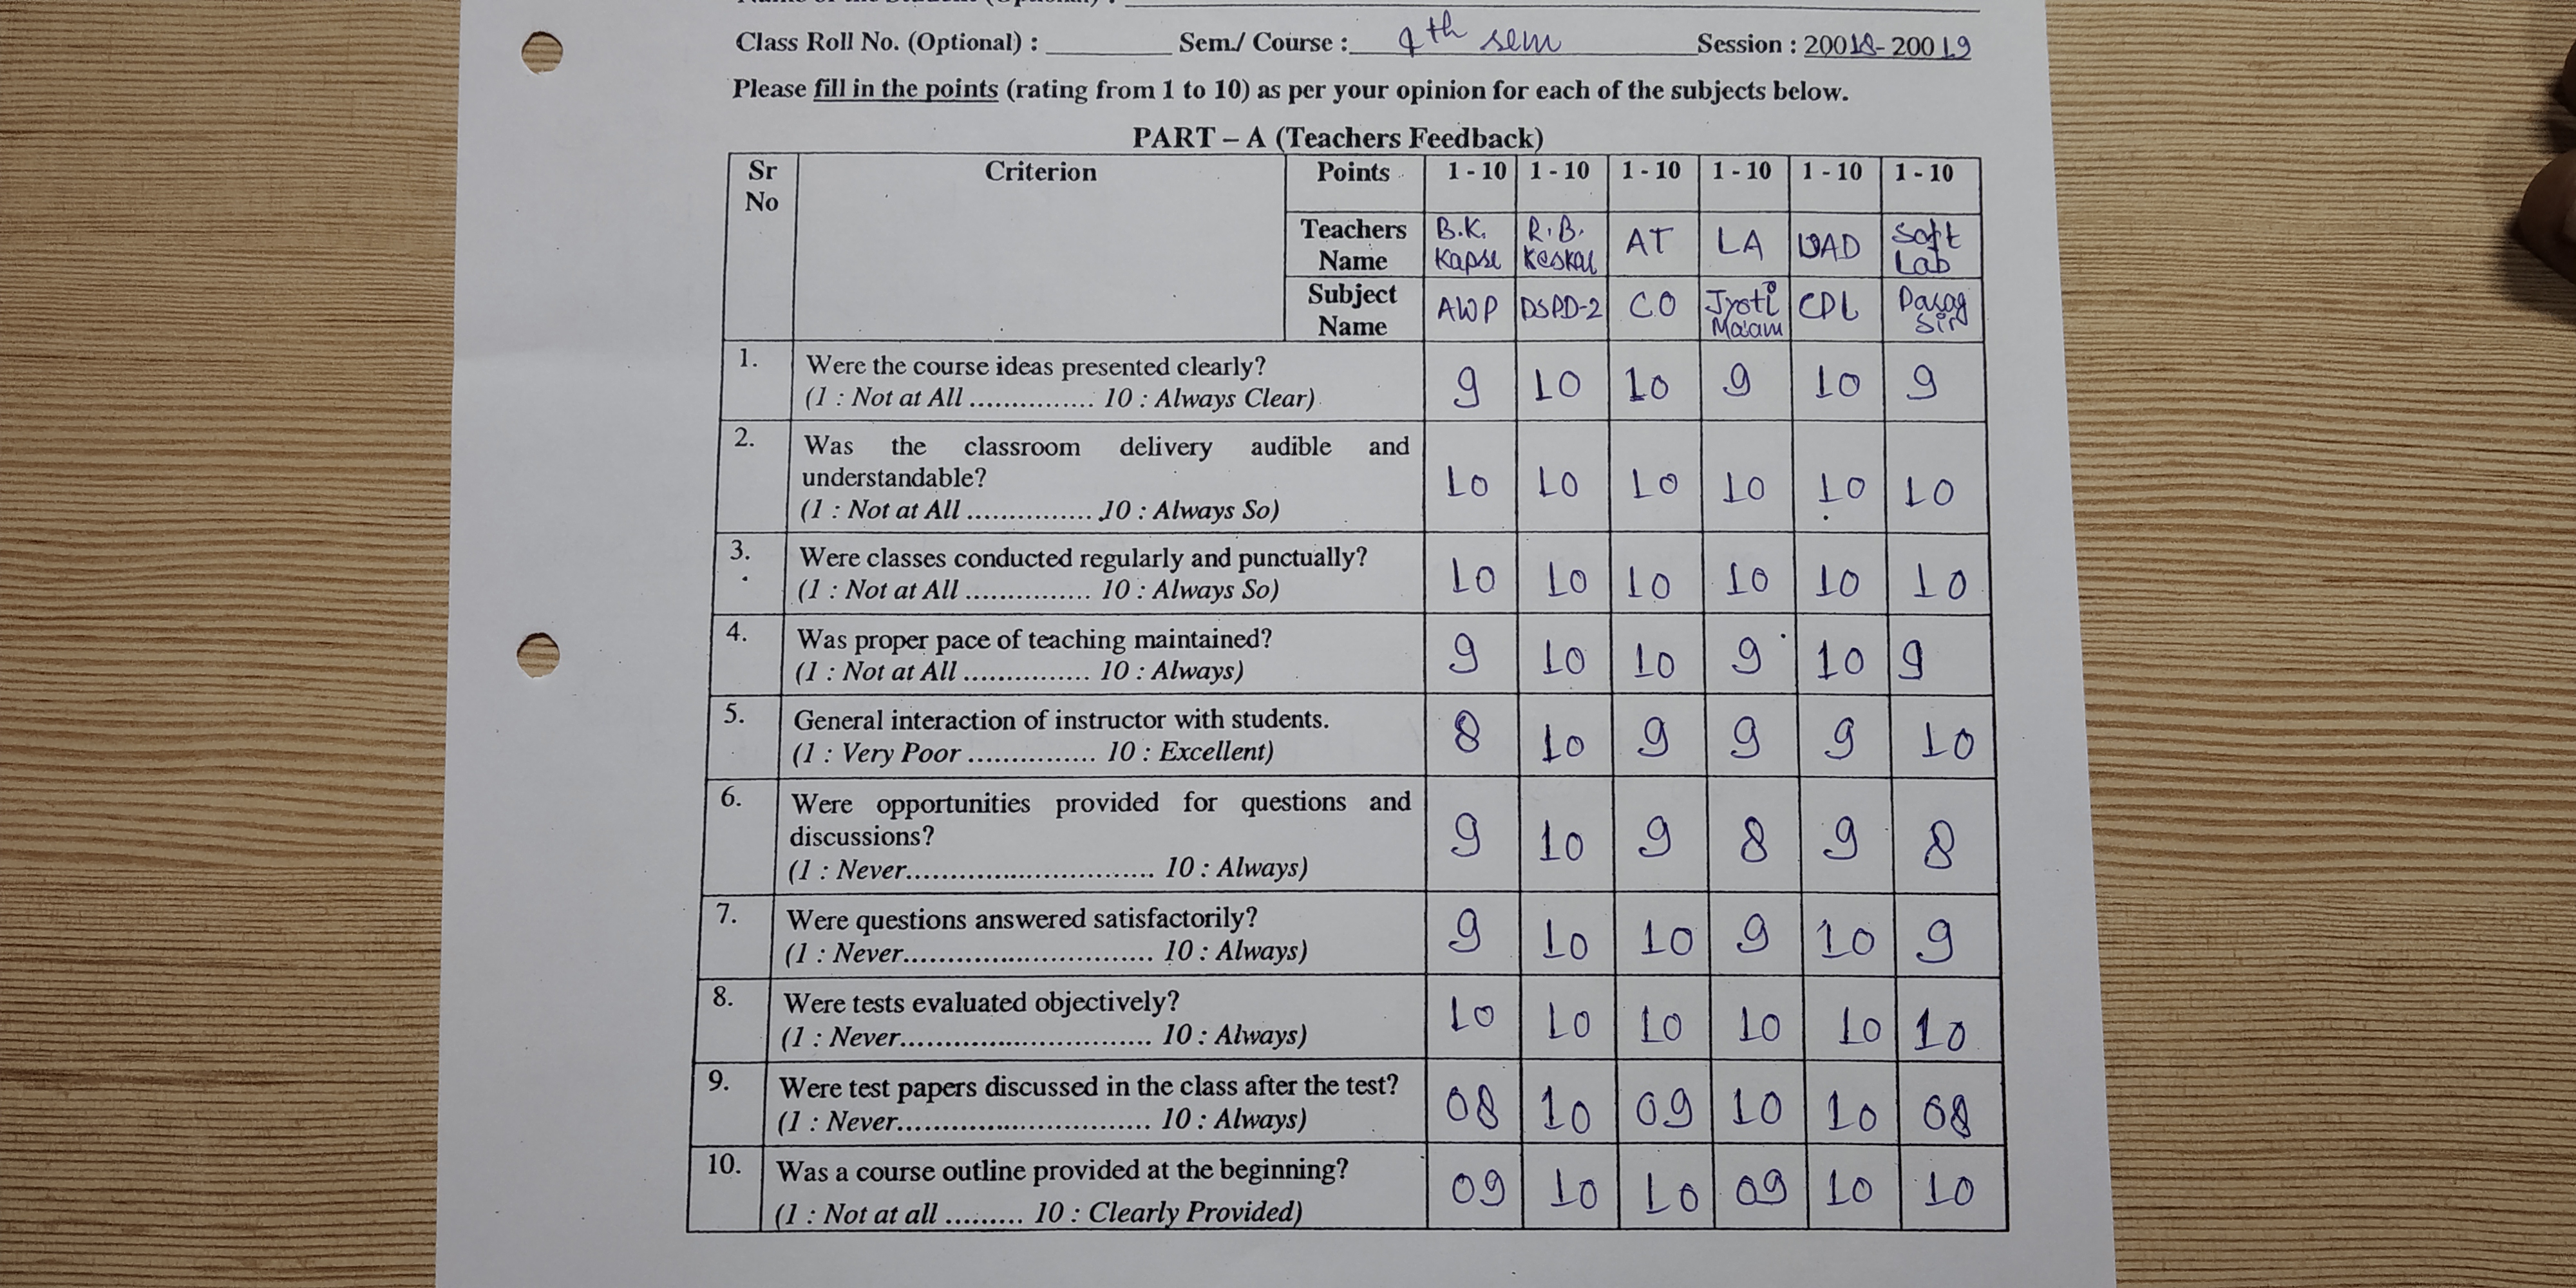 Class Roll No. (Optional) : ________ Sem./ Course : 4th sem Session : 20018-20019
Please fill in the points (rating from 1 to 10) as per your opinion for each of the subjects below.
PART – A (Teachers Feedback)
Sr No Criterion Points 1 - 10 1 - 10 1 - 10 1 - 10 1 - 10 1 - 10
Teachers Name B.K. Kapse R.B. Keskar AT LA UAD Soft Lab
Subject Name AWP DSPD-2 CO Jyoti Ma'am CDL Parag Sir
1. Were the course ideas presented clearly?
(1 : Not at All ............... 10 : Always Clear) 9 10 10 9 10 9
2. Was the classroom delivery audible and
understandable?
(1 : Not at All ............... 10 : Always So) 10 10 10 10 10 10
3. Were classes conducted regularly and punctually?
(1 : Not at All ............... 10 : Always So) 10 10 10 10 10 10
4. Was proper pace of teaching maintained?
(1 : Not at All ............... 10 : Always) 9 10 10 9 10 9
5. General interaction of instructor with students.
(1 : Very Poor ............... 10 : Excellent) 8 10 9 9 9 10
6. Were opportunities provided for questions and
discussions?
(1 : Never.............................. 10 : Always) 9 10 9 8 9 8
7. Were questions answered satisfactorily?
(1 : Never.............................. 10 : Always) 9 10 10 9 10 9
8. Were tests evaluated objectively?
(1 : Never.............................. 10 : Always) 10 10 10 10 10 10
9. Were test papers discussed in the class after the test?
(1 : Never.............................. 10 : Always) 08 10 09 10 10 08
10. Was a course outline provided at the beginning?
(1 : Not at all ......... 10 : Clearly Provided) 09 10 10 09 10 10